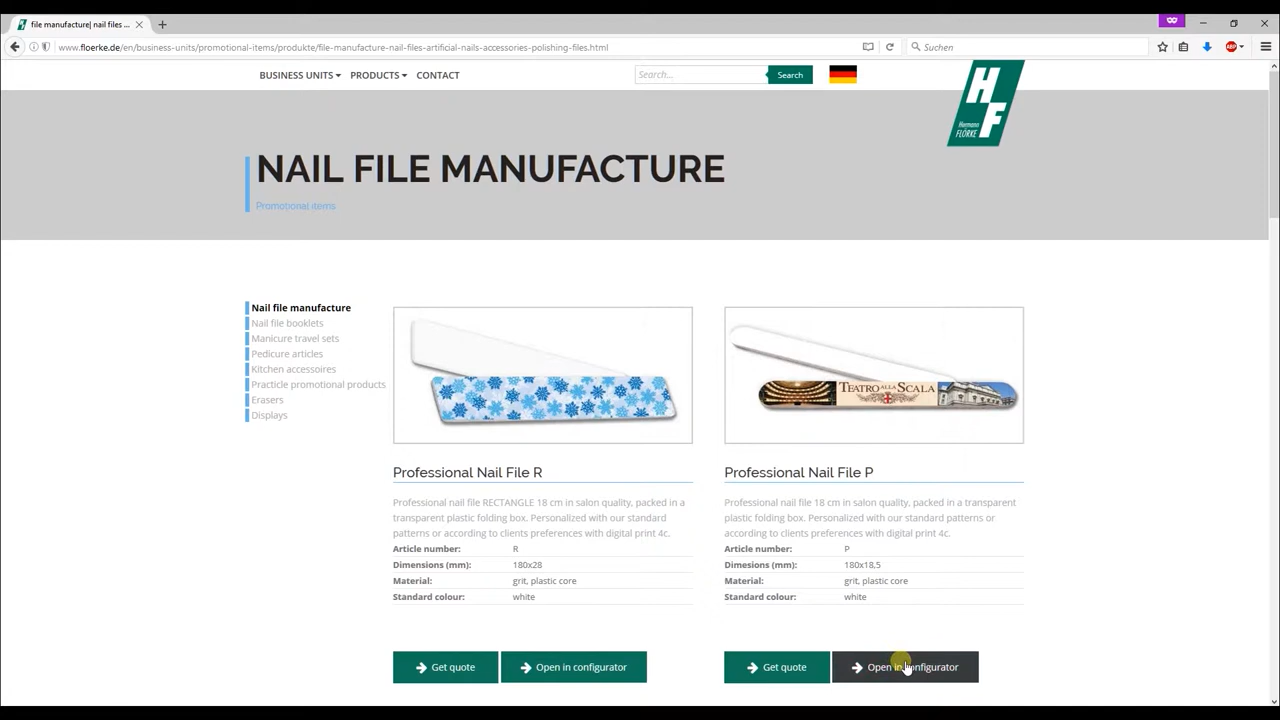 file manufacture| nail files ...
www.floerke.de/en/business-units/promotional-items/produkte/file-manufacture-nail-files-artificial-nails-accessories-polishing-files.html
Suchen
ABP
BUSINESS UNITS
PRODUCTS
CONTACT
Search...
Search
H
F
Hermann
FLÖRKE
NAIL FILE MANUFACTURE
Promotional items
Nail file manufacture
Nail file booklets
Manicure travel sets
Pedicure articles
Kitchen accessoires
Practicle promotional products
Erasers
Displays
Professional Nail File R
Professional nail file RECTANGLE 18 cm in salon quality, packed in a
transparent plastic folding box. Personalized with our standard
patterns or according to clients preferences with digital print 4c.
Article number: R
Dimesions (mm): 180x28
Material: grit, plastic core
Standard colour: white
Get quote
Open in configurator
TEATRO ALLA SCALA
Professional Nail File P
Professional nail file 18 cm in salon quality, packed in a transparent
plastic folding box. Personalized with our standard patterns or
according to clients preferences with digital print 4c.
Article number: P
Dimesions (mm): 180x18,5
Material: grit, plastic core
Standard colour: white
Get quote
Open in configurator